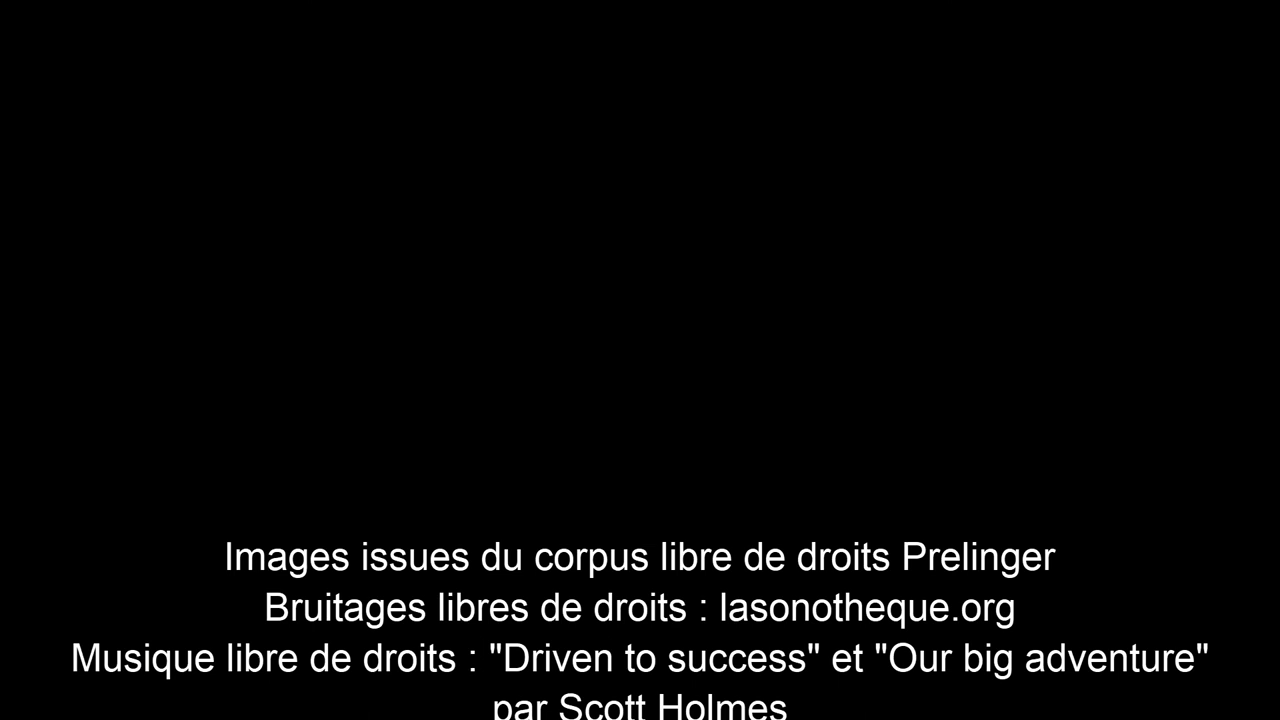 Images issues du corpus libre de droits Prelinger
Bruitages libres de droits : lasonotheque.org
Musique libre de droits : "Driven to success" et "Our big adventure"
par Scott Holmes